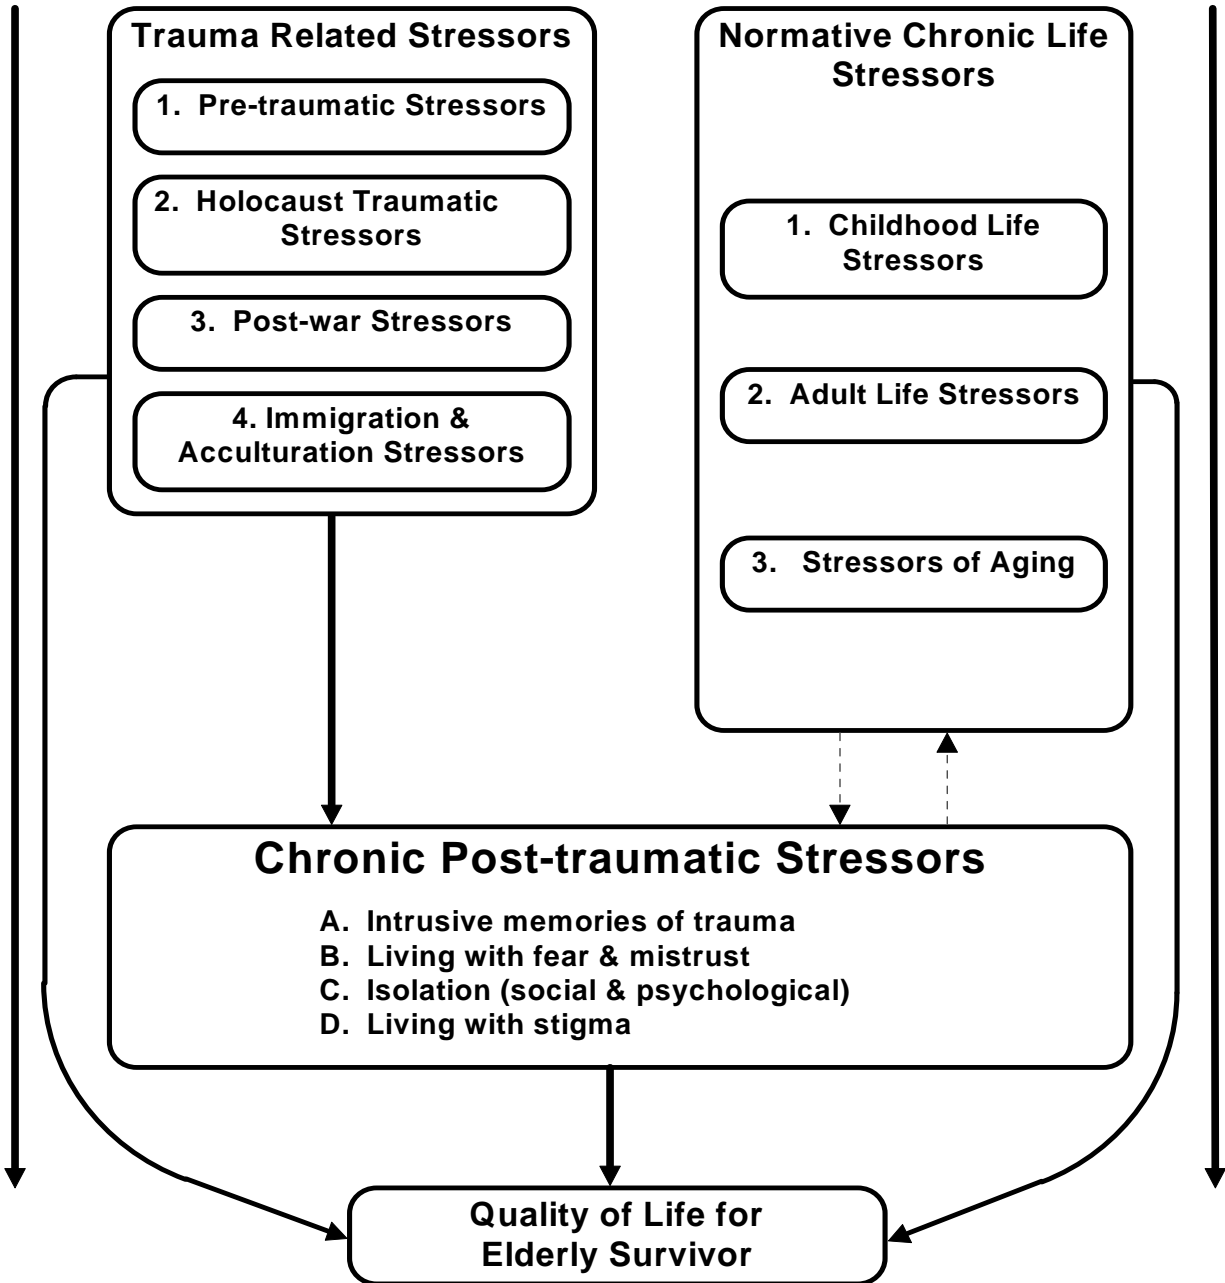 Trauma Related Stressors
1. Pre-traumatic Stressors
2. Holocaust Traumatic
Stressors
3. Post-war Stressors
4. Immigration &
Acculturation Stressors
Normative Chronic Life
Stressors
1. Childhood Life
Stressors
2. Adult Life Stressors
3. Stressors of Aging
Chronic Post-traumatic Stressors
A. Intrusive memories of trauma
B. Living with fear & mistrust
C. Isolation (social & psychological)
D. Living with stigma
Quality of Life for
Elderly Survivor